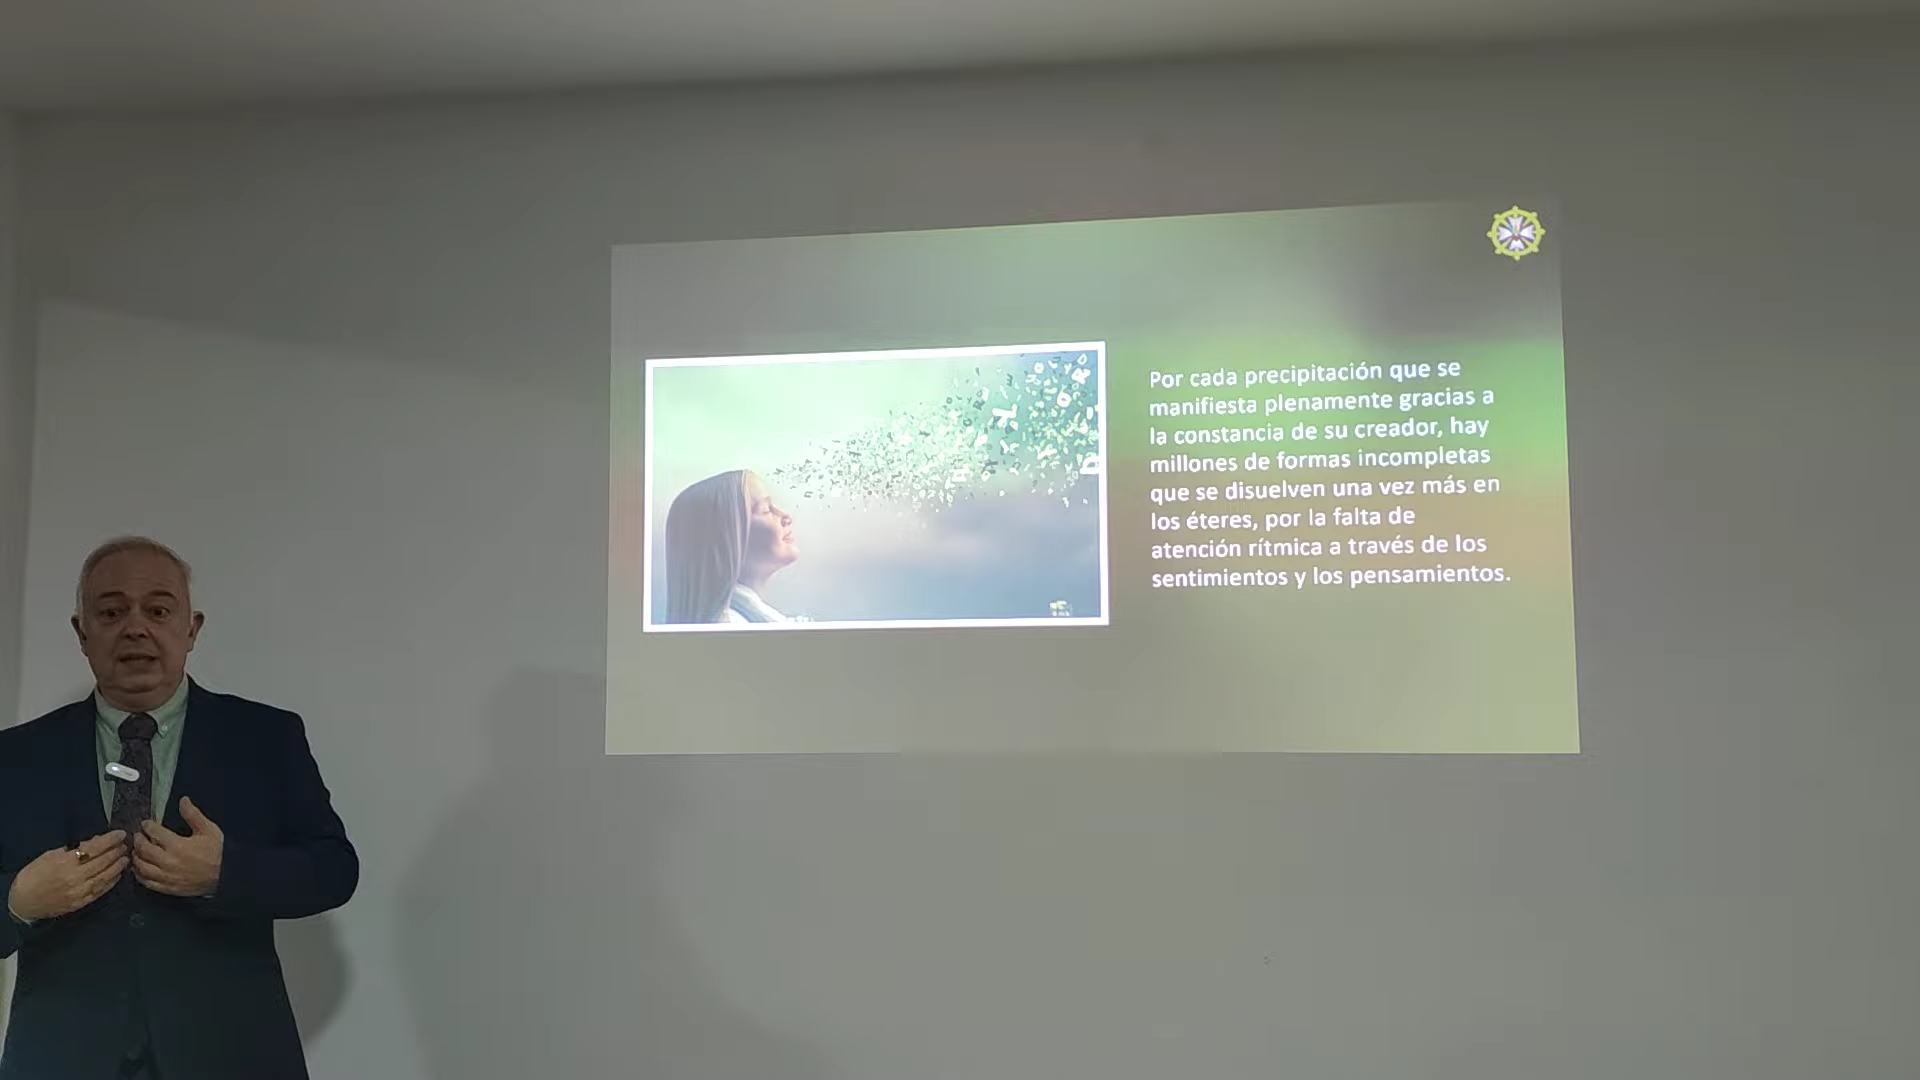 Por cada precipitación que se
manifiesta plenamente gracias a
la constancia de su creador, hay
millones de formas incompletas
que se disuelven una vez más en
los éteres, por la falta de
atención rítmica a través de los
sentimientos y los pensamientos.